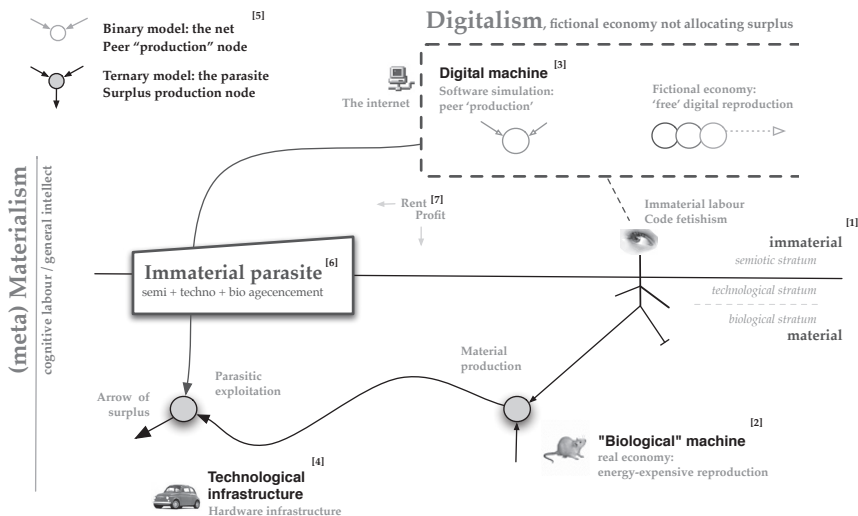 [5]
Binary model: the net
Peer “production” node
Ternary model: the parasite
Surplus production node
Digitalism, fictional economy not allocating surplus
The internet
Digital machine [3]
Software simulation:
peer ‘production’
Fictional economy:
‘free’ digital reproduction
(meta) Materialism
cognitive labour / general intellect
Rent [7]
Profit
Immaterial labour
Code fetishism
[1]
immaterial
semiotic stratum
technological stratum
biological stratum
material
Immaterial parasite [6]
semi + techno + bio agecencement
Material
production
Parasitic
exploitation
Arrow of
surplus
[2]
"Biological" machine
real economy:
energy-expensive reproduction
[4]
Technological
infrastructure
Hardware infrastructure